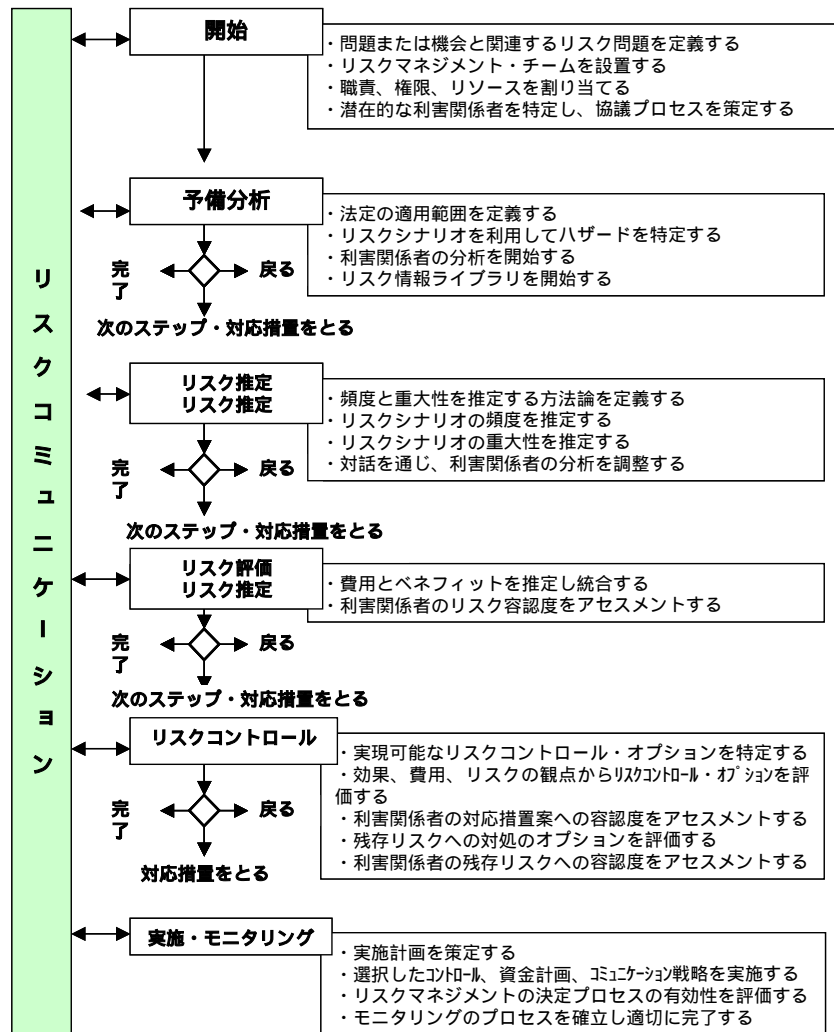 リスクコミュニケーション
開始
・問題または機会と関連するリスク問題を定義する
・リスクマネジメント・チームを設置する
・職責、権限、リソースを割り当てる
・潜在的な利害関係者を特定し、協議プロセスを策定する
予備分析
・法定の適用範囲を定義する
・リスクシナリオを利用してハザードを特定する
・利害関係者の分析を開始する
・リスク情報ライブラリを開始する
完了
戻る
次のステップ・対応措置をとる
リスク推定
リスク推定
・頻度と重大性を推定する方法論を定義する
・リスクシナリオの頻度を推定する
・リスクシナリオの重大性を推定する
・対話を通じ、利害関係者の分析を調整する
完了
戻る
次のステップ・対応措置をとる
リスク評価
リスク推定
・費用とベネフィットを推定し統合する
・利害関係者のリスク容認度をアセスメントする
完了
戻る
次のステップ・対応措置をとる
リスクコントロール
・実現可能なリスクコントロール・オプションを特定する
・効果、費用、リスクの観点からﾘｽｸｺﾝﾄﾛｰﾙ・ｵﾌﾟｼｮﾝを評
価する
・利害関係者の対応措置案への容認度をアセスメントする
・残存リスクへの対処のオプションを評価する
・利害関係者の残存リスクへの容認度をアセスメントする
完了
戻る
対応措置をとる
実施・モニタリング
・実施計画を策定する
・選択したｺﾝﾄﾛｰﾙ、資金計画、ｺﾐｭﾆｹｰｼｮﾝ戦略を実施する
・リスクマネジメントの決定プロセスの有効性を評価する
・モニタリングのプロセスを確立し適切に完了する